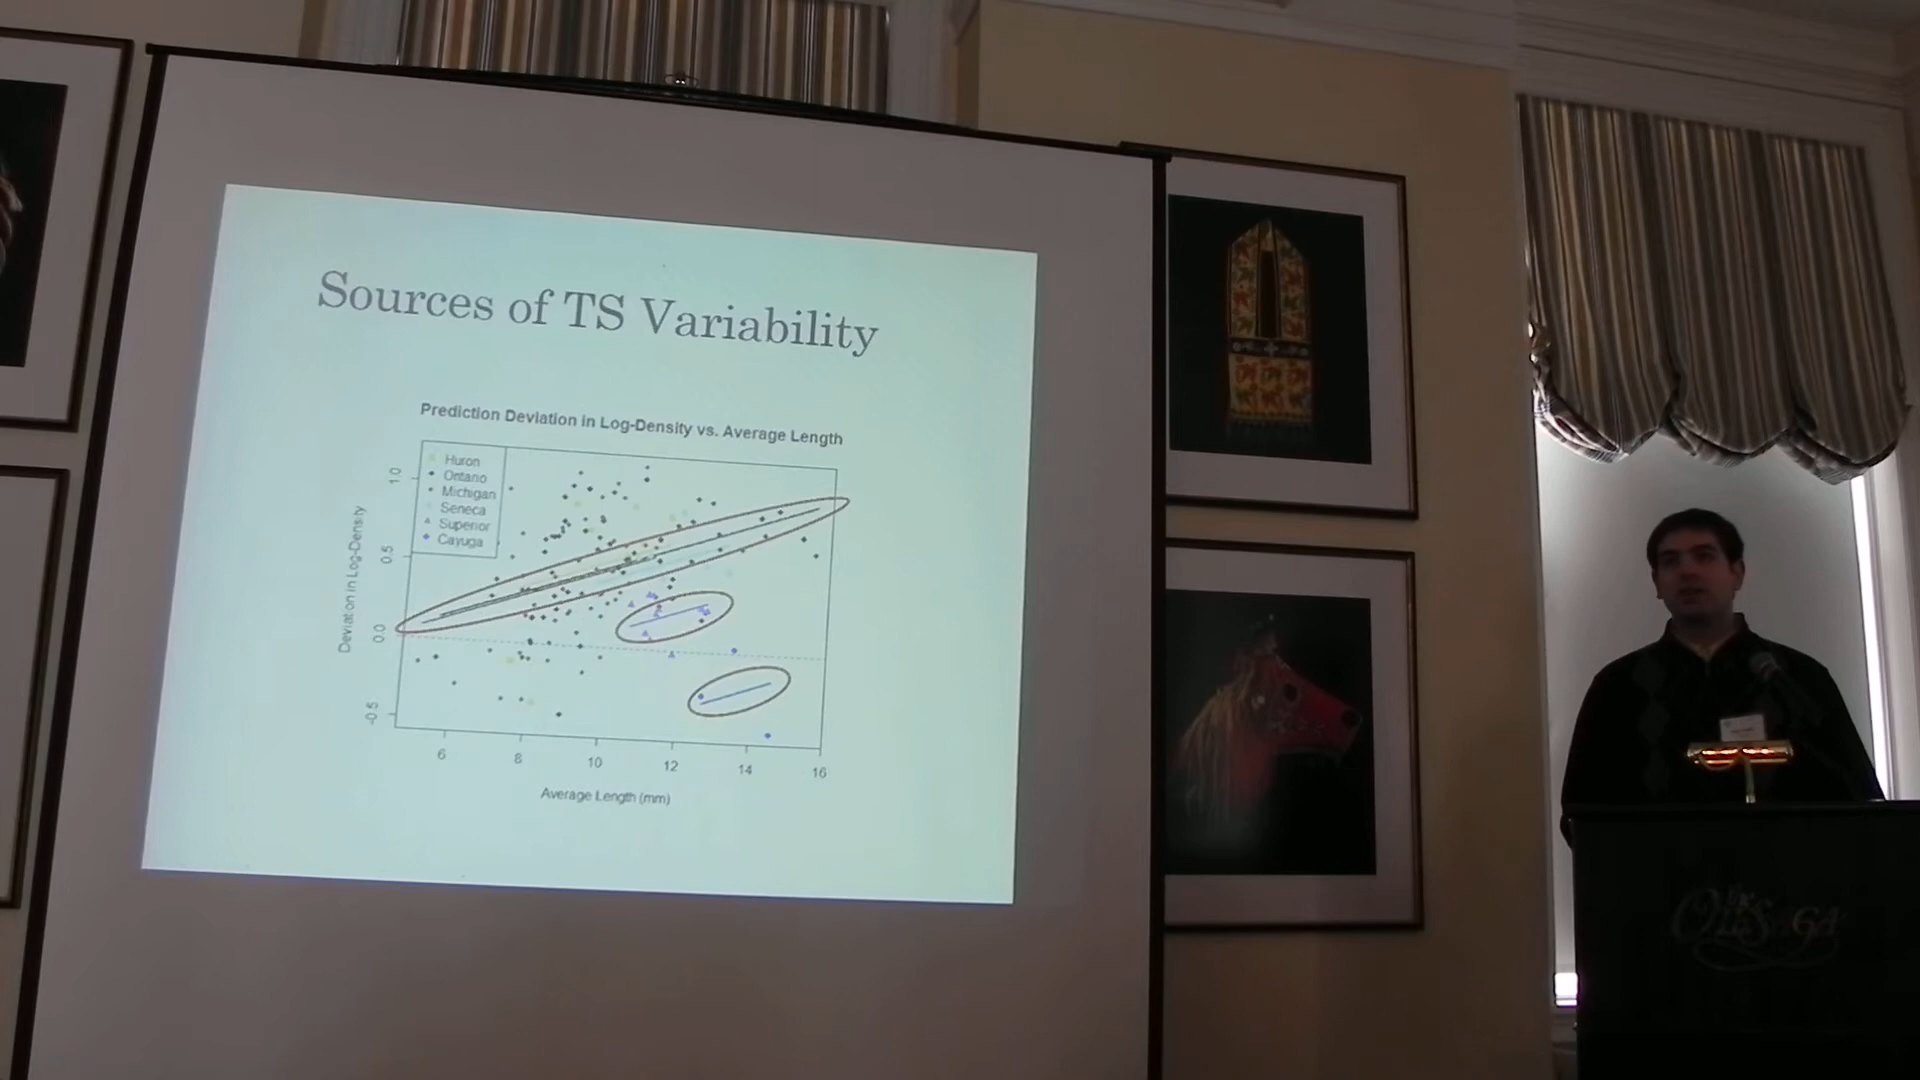 Sources of TS Variability
Prediction Deviation in Log-Density vs. Average Length
Huron
Ontario
Michigan
Seneca
Superior
Cayuga
Deviation in Log-Density
1.0
0.5
0.0
-0.5
6 8 10 12 14 16
Average Length (mm)